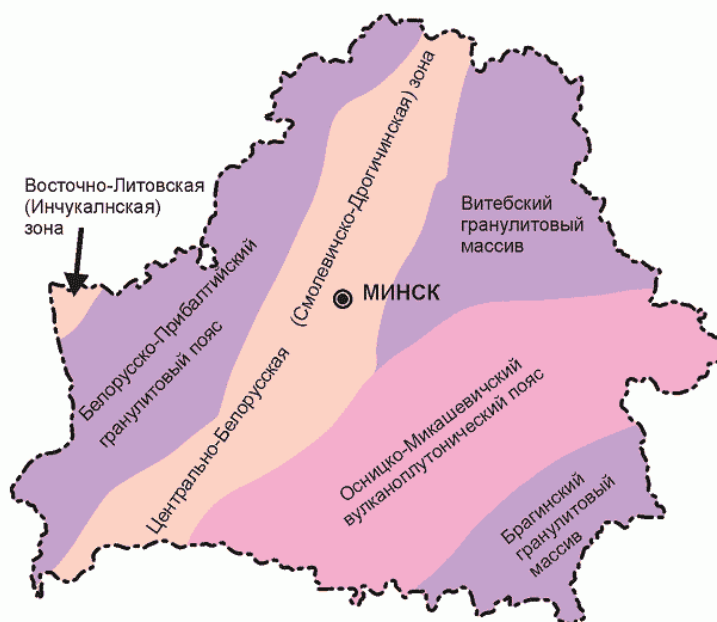 Восточно-Литовская
(Инчукалнская)
зона
Белорусско-Прибалтийский
гранулитовый пояс
Центрально-Белорусская (Смолевичско-Дрогичинская) зона
МИНСК
Витебский
гранулитовый
массив
Осницко-Микашевичский
вулканоплутонический пояс
Брагинский
гранулитовый
массив